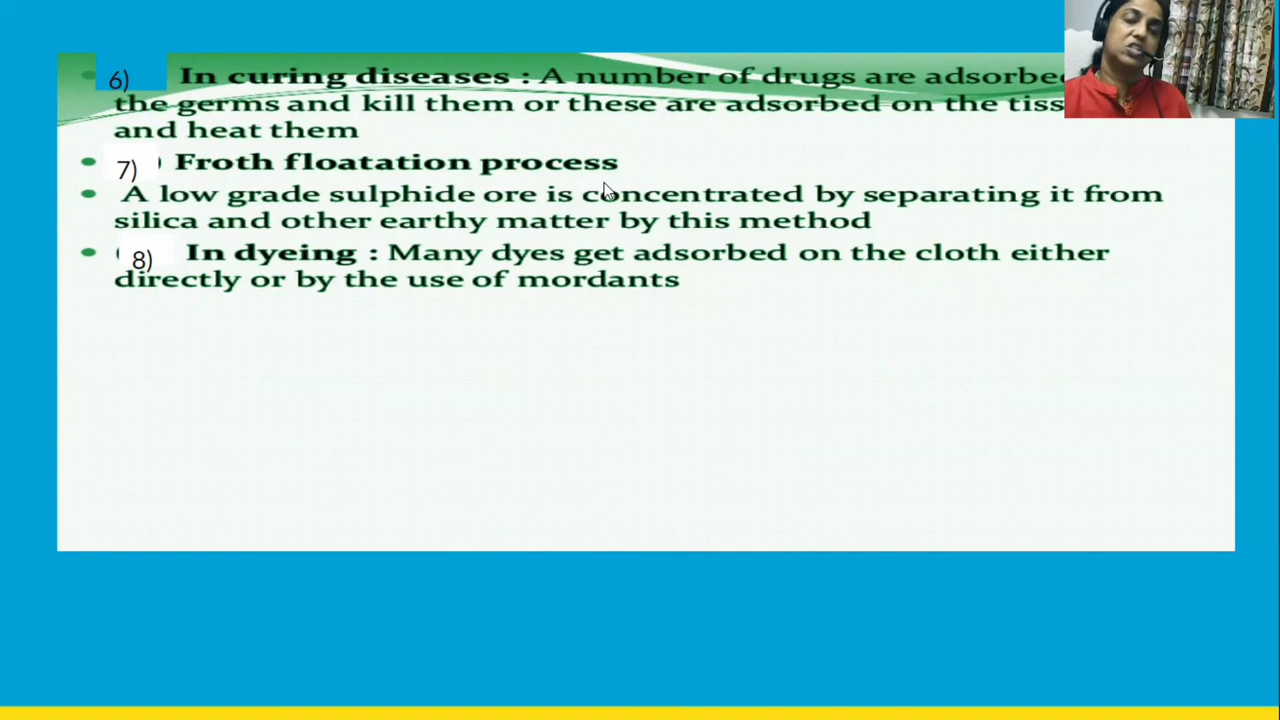 6) In curing diseases : A number of drugs are adsorbed
the germs and kill them or these are adsorbed on the
and heat them
7) Froth floatation process
A low grade sulphide ore is concentrated by separating it from
silica and other earthy matter by this method
8) In dyeing : Many dyes get adsorbed on the cloth either
directly or by the use of mordants